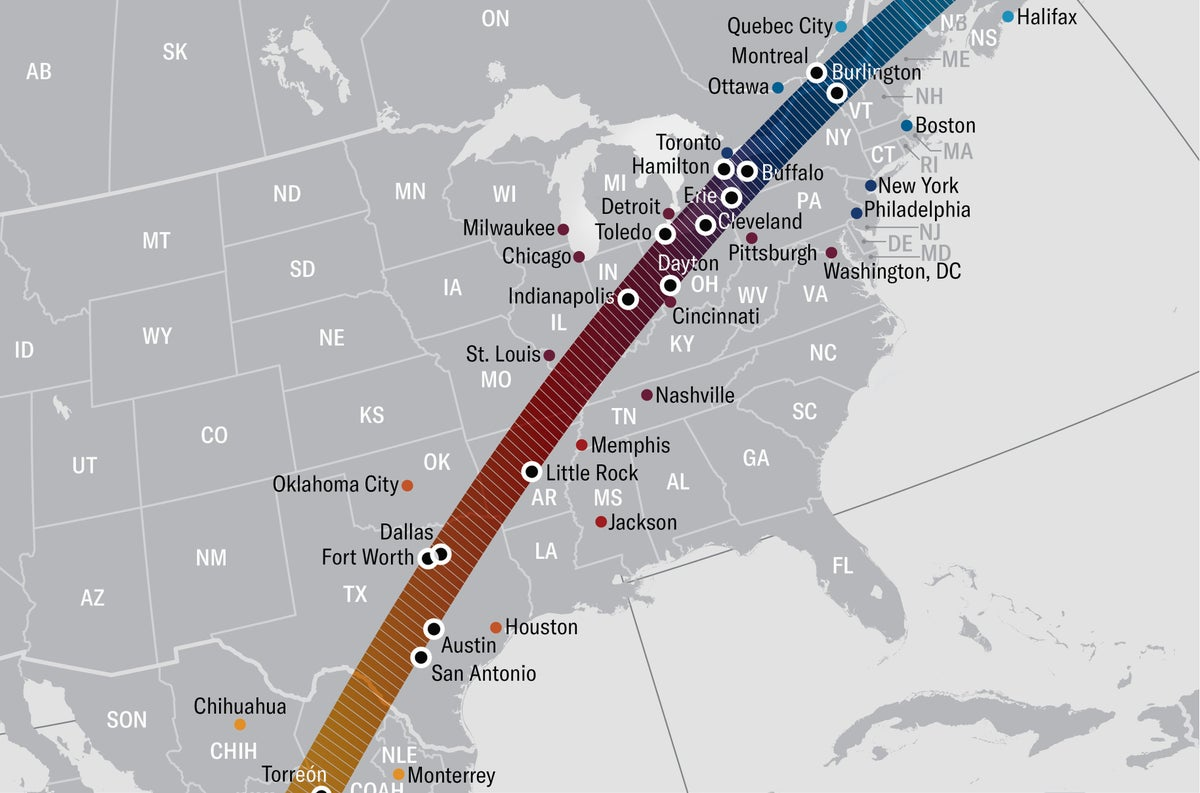 ON
Quebec City
NB
Halifax
NS
SK
Montreal
ME
AB
Burlington
Ottawa
NH
VT
Boston
NY
Toronto
MA
CT
RI
Hamilton
Buffalo
MI
New York
ND
MN
WI
Erie
PA
Detroit
Philadelphia
Cleveland
Milwaukee
Toledo
NJ
MT
DE
MD
Pittsburgh
Chicago
Dayton
SD
IN
Washington, DC
IA
OH
Indianapolis
WV
VA
Cincinnati
IL
WY
NE
KY
ID
St. Louis
NC
MO
Nashville
KS
TN
SC
CO
Memphis
GA
UT
OK
Little Rock
Oklahoma City
AL
AR
MS
Jackson
Dallas
LA
NM
Fort Worth
FL
TX
AZ
Houston
Austin
San Antonio
Chihuahua
SON
CHIH
NLE
Torreón
Monterrey
COAH